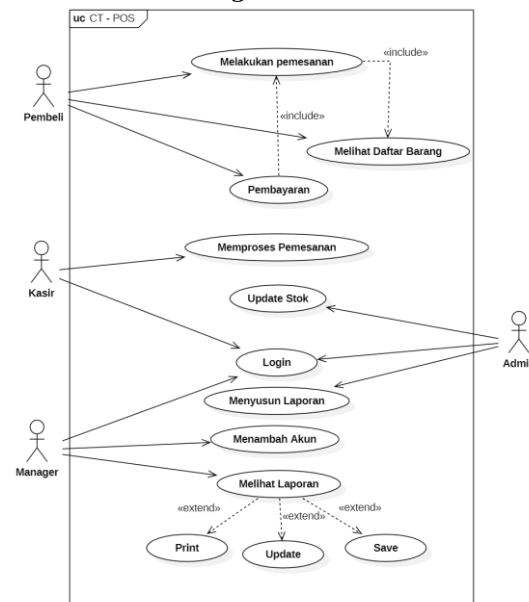 uc CT - POS
Melakukan pemesanan
«include»
Pembeli
«include»
Melihat Daftar Barang
Pembayaran
Memproses Pemesanan
Kasir
Update Stok
Login
Admi
Menyusun Laporan
Menambah Akun
Manager
Melihat Laporan
«extend»
«extend»
«extend»
Print
Update
Save